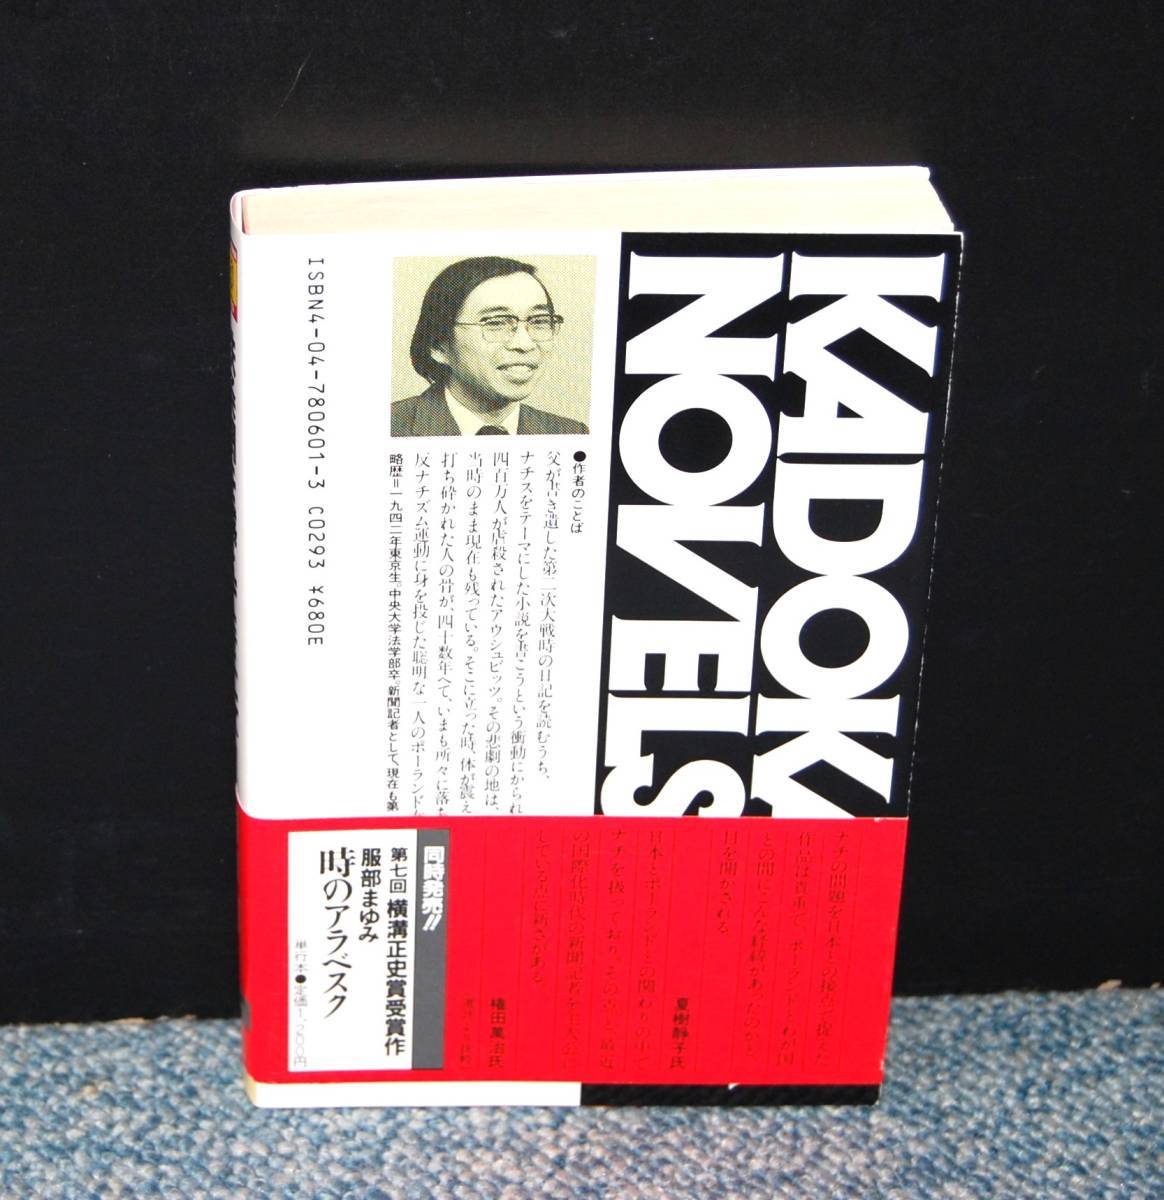 KADOKA
NOVELS
●作者のことば
父が書き遺した第二次大戦時の日記を読むうち、
ナチスをテーマにした小説を書こうという衝動にかられ
四百万人が虐殺されたアウシュビッツ。その悲劇の地は、
当時のまま現在も残っている。そこに立った時、体が震え
打ち砕かれた人の骨が、四十数年へて、いまも所々に落ち
反ナチズム運動に身を投じた聡明な一人のポーランド
略歴=一九四二年東京生。中央大学法学部卒。新聞記者として、現在も第
ISBN4-04-780601-3 C0293 ¥680E
ナチの問題を日本との接点で捉えた
作品は貴重で、ポーランドとわが国
との間にこんな経緯があったのかと
目を開かされる。
夏樹静子氏
日本とポーランドとの関わりの中で
ナチを扱っており、その点
の国際化時代の新聞記者を主人公に
している点に新しさがある。
権田萬治氏
同時発売!!
第七回 横溝正史賞受賞作
服部まゆみ
時のアラベスク
単行本●定価1,200円